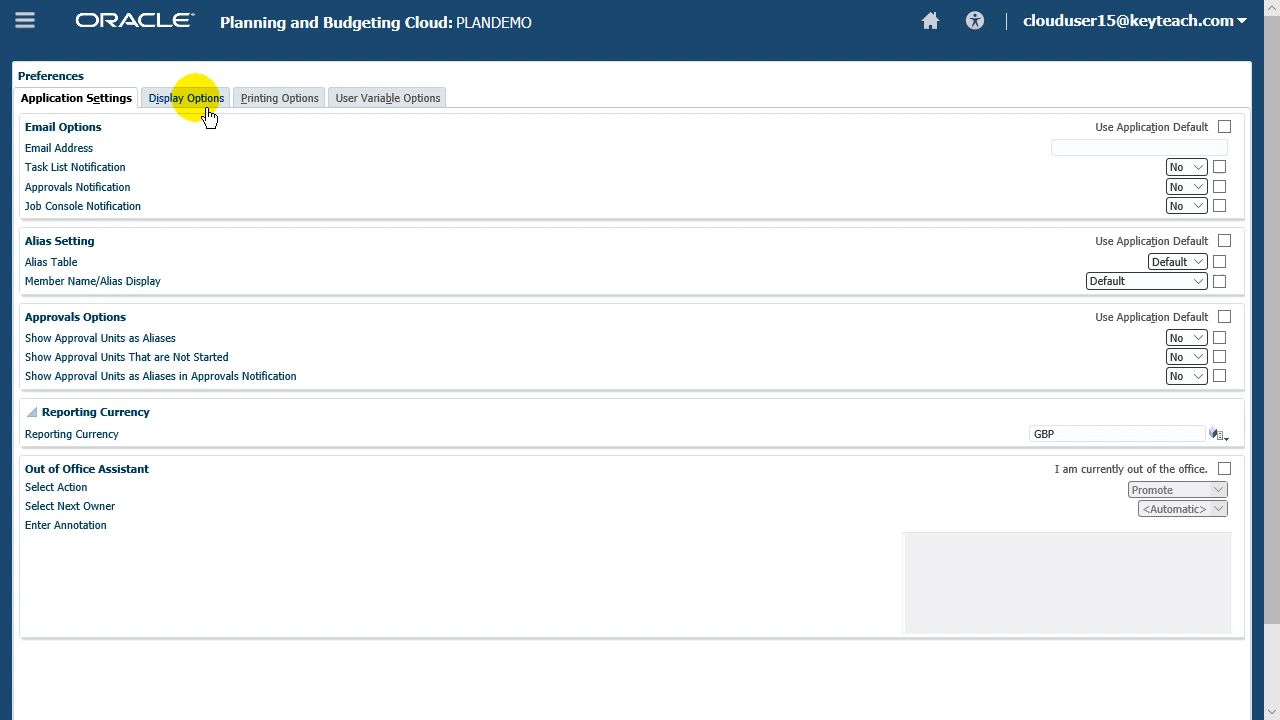 ORACLE Planning and Budgeting Cloud: PLANDEMO clouduser15@keyteach.com
Preferences
Application Settings Display Options Printing Options User Variable Options
Email Options Use Application Default
Email Address
Task List Notification No
Approvals Notification No
Job Console Notification No
Alias Setting Use Application Default
Alias Table Default
Member Name/Alias Display Default
Approvals Options Use Application Default
Show Approval Units as Aliases No
Show Approval Units That are Not Started No
Show Approval Units as Aliases in Approvals Notification No
Reporting Currency
Reporting Currency GBP
Out of Office Assistant I am currently out of the office.
Select Action Promote
Select Next Owner <Automatic>
Enter Annotation